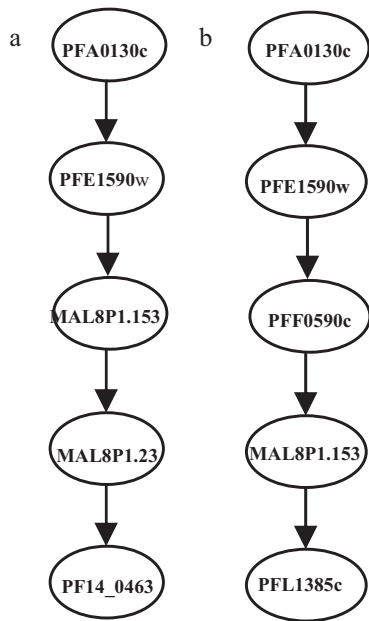 a
PFA0130c
PFE1590w
MAL8P1.153
MAL8P1.23
PF14_0463
b
PFA0130c
PFE1590w
PFF0590c
MAL8P1.153
PFL1385c